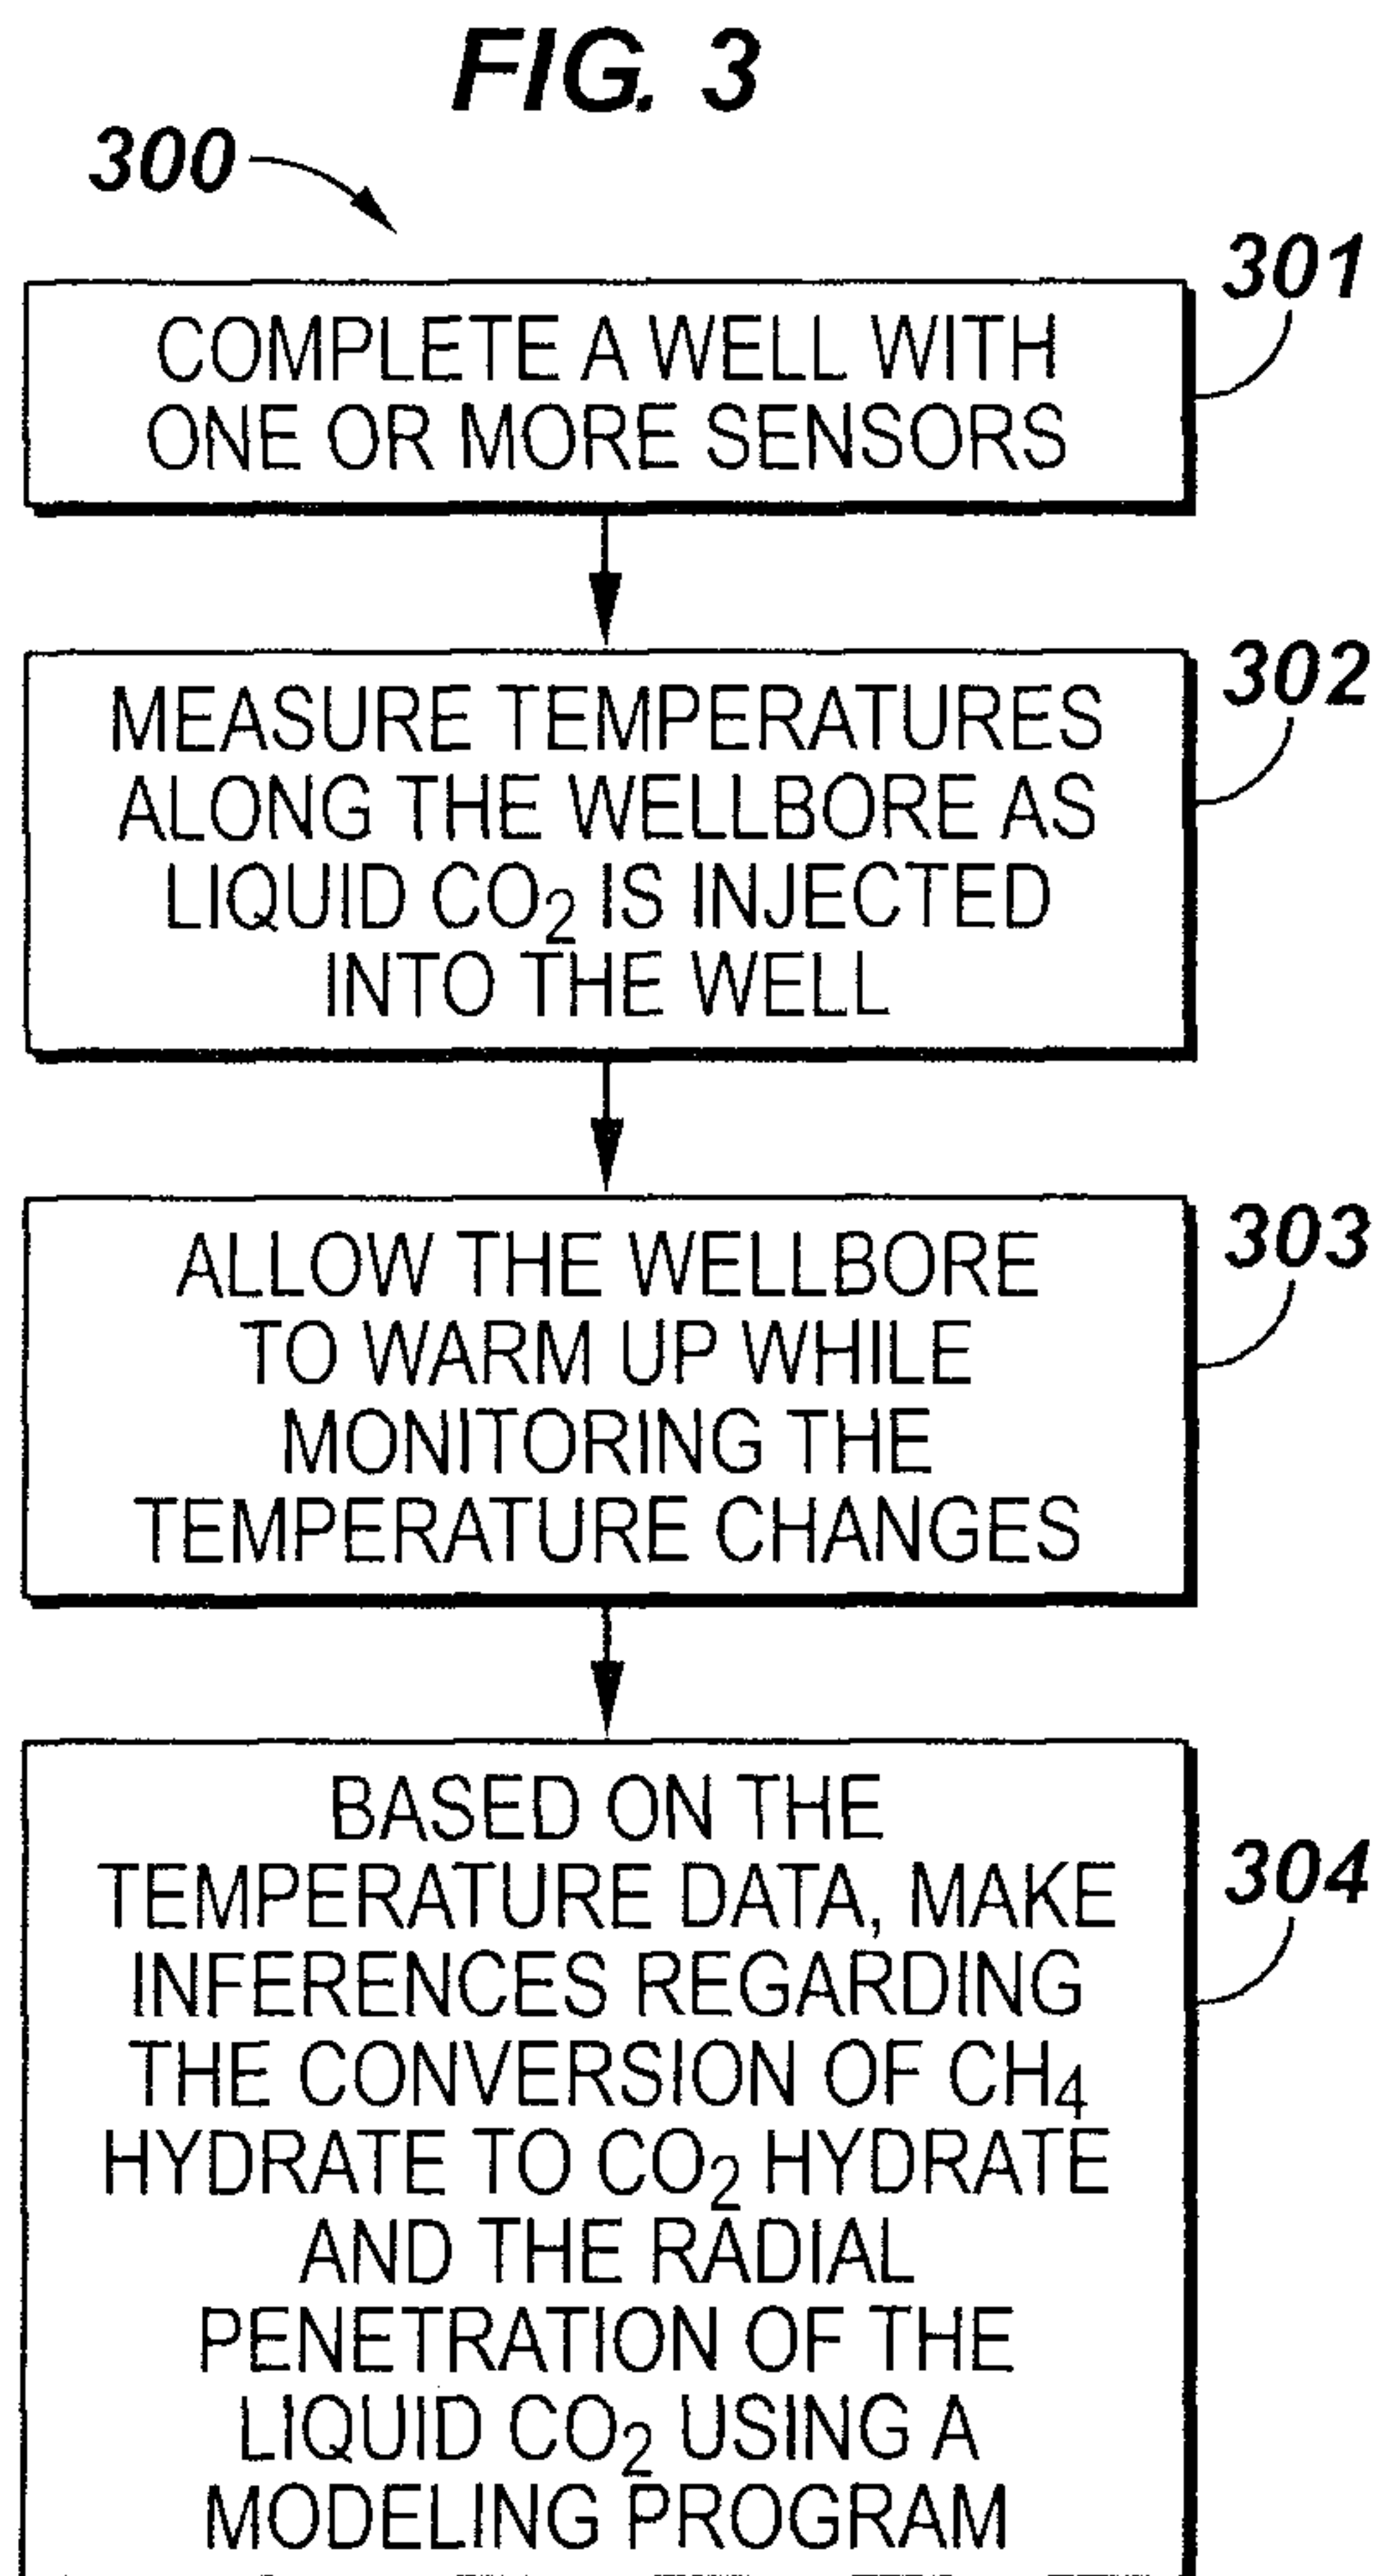 FIG. 3
300
301
COMPLETE A WELL WITH
ONE OR MORE SENSORS
302
MEASURE TEMPERATURES
ALONG THE WELLBORE AS
LIQUID CO₂ IS INJECTED
INTO THE WELL
303
ALLOW THE WELLBORE
TO WARM UP WHILE
MONITORING THE
TEMPERATURE CHANGES
304
BASED ON THE
TEMPERATURE DATA, MAKE
INFERENCES REGARDING
THE CONVERSION OF CH₄
HYDRATE TO CO₂ HYDRATE
AND THE RADIAL
PENETRATION OF THE
LIQUID CO₂ USING A
MODELING PROGRAM